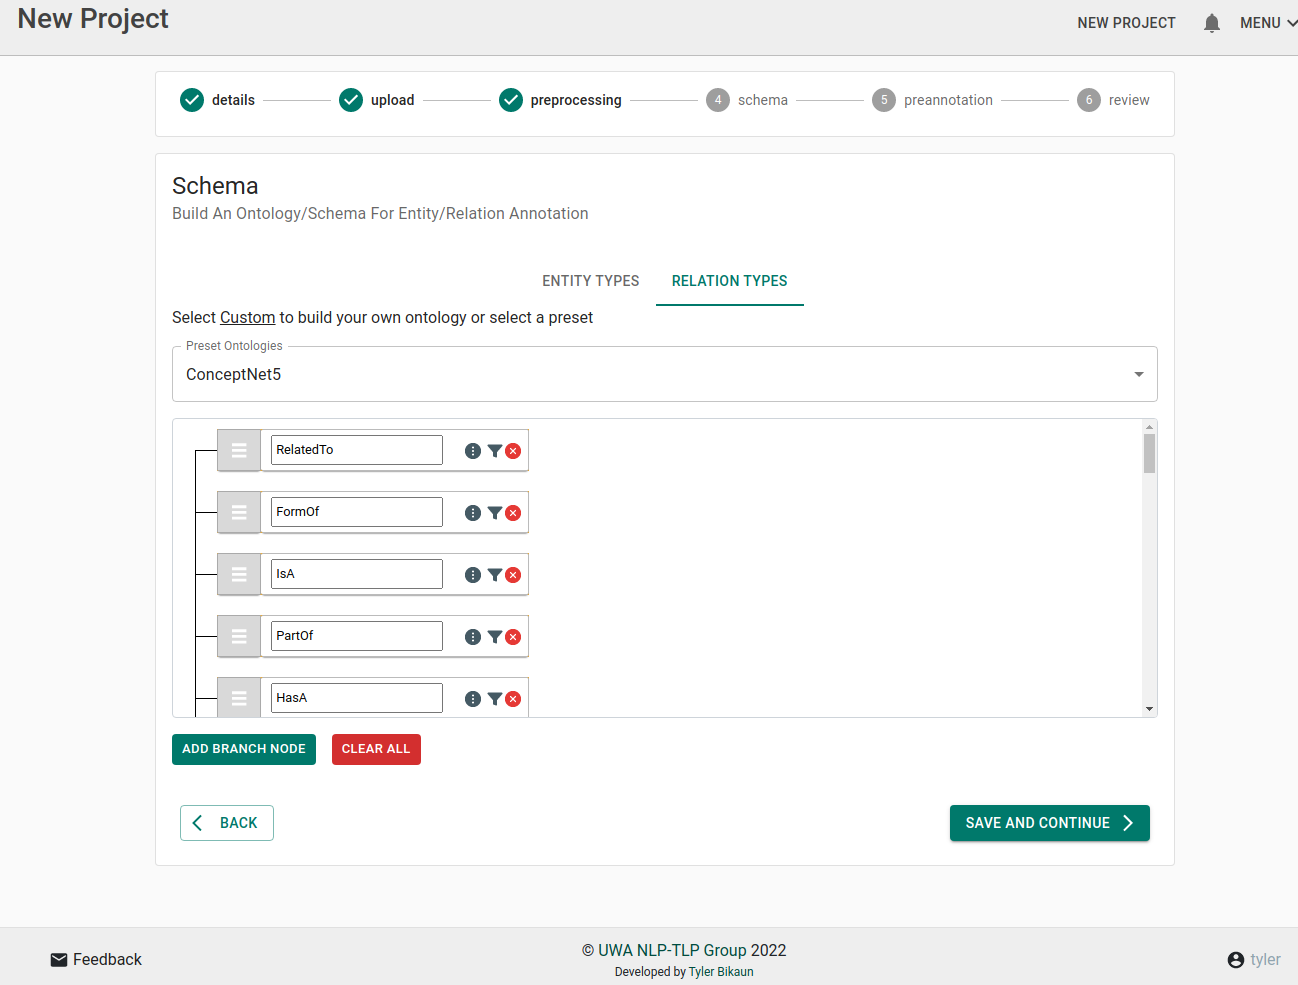 New Project
NEW PROJECT
MENU
details
upload
preprocessing
4 schema
5 preannotation
6 review
Schema
Build An Ontology/Schema For Entity/Relation Annotation
ENTITY TYPES
RELATION TYPES
Select Custom to build your own ontology or select a preset
Preset Ontologies
ConceptNet5
RelatedTo
FormOf
IsA
PartOf
HasA
ADD BRANCH NODE
CLEAR ALL
BACK
SAVE AND CONTINUE
Feedback
© UWA NLP-TLP Group 2022
Developed by Tyler Bikaun
tyler